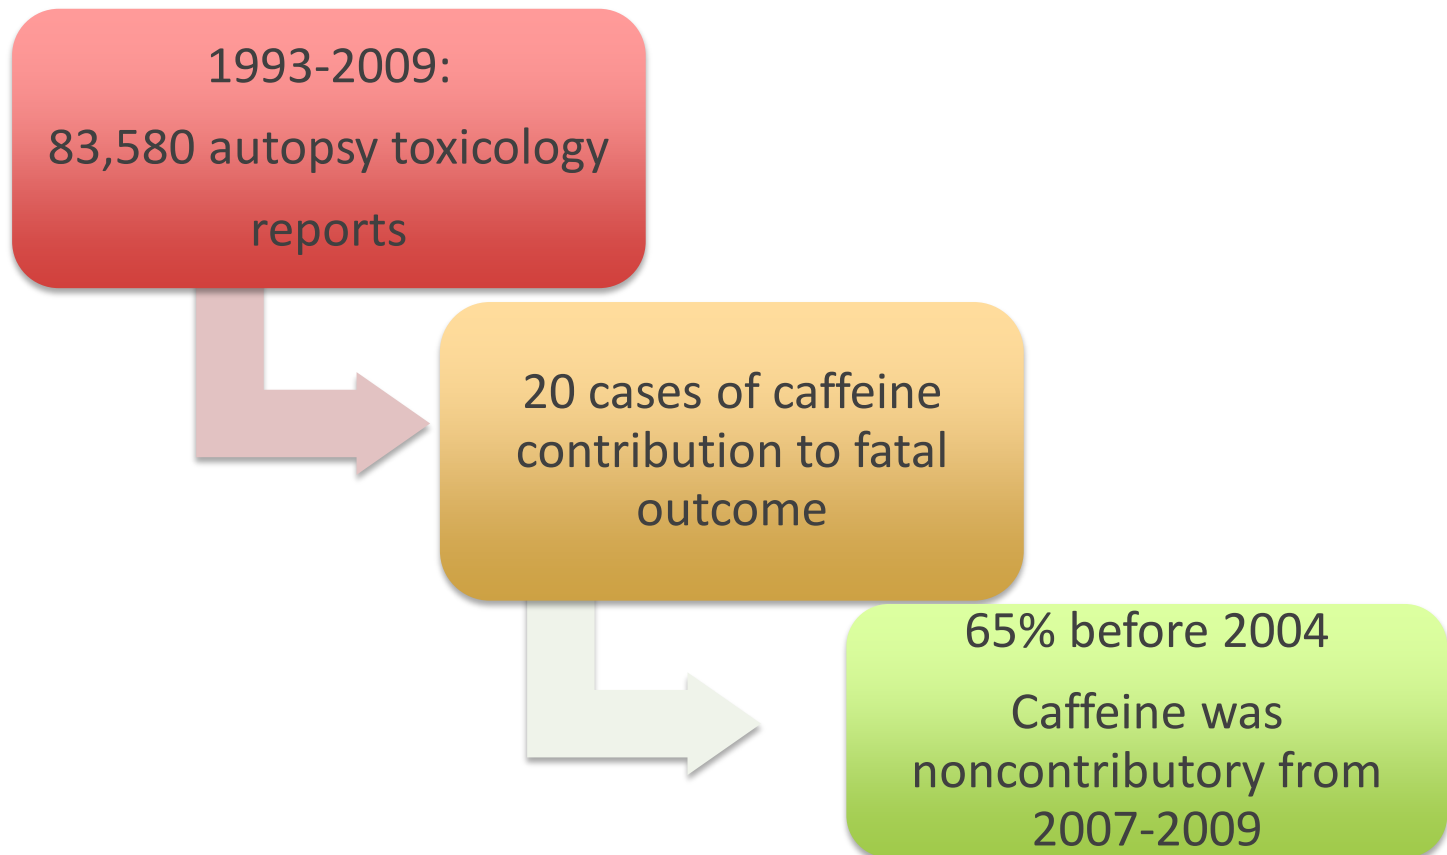 1993-2009:
83,580 autopsy toxicology
reports
20 cases of caffeine
contribution to fatal
outcome
65% before 2004
Caffeine was
noncontributory from
2007-2009